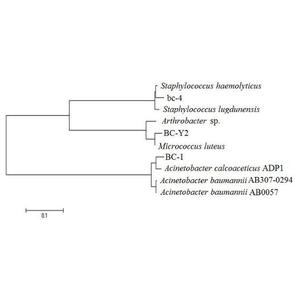 Staphylococcus haemolyticus
bc-4
Staphylococcus lugdunensis
Arthrobacter sp.
BC-Y2
Micrococcus luteus
BC-1
Acinetobacter calcoaceticus ADP1
Acinetobacter baumannii AB307-0294
Acinetobacter baumannii AB0057
0.1